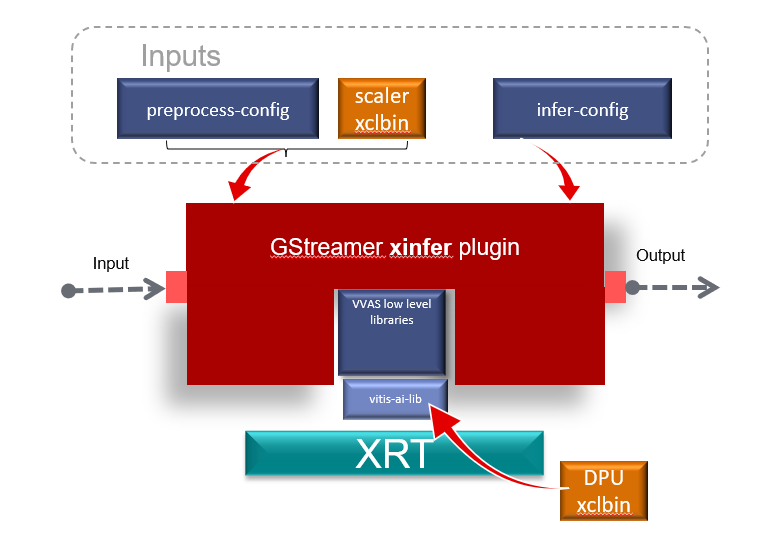 Inputs
preprocess-config
scaler
xclbin
infer-config
GStreamer xinfer plugin
Input
Output
VVAS low level
libraries
vitis-ai-lib
XRT
DPU
xclbin